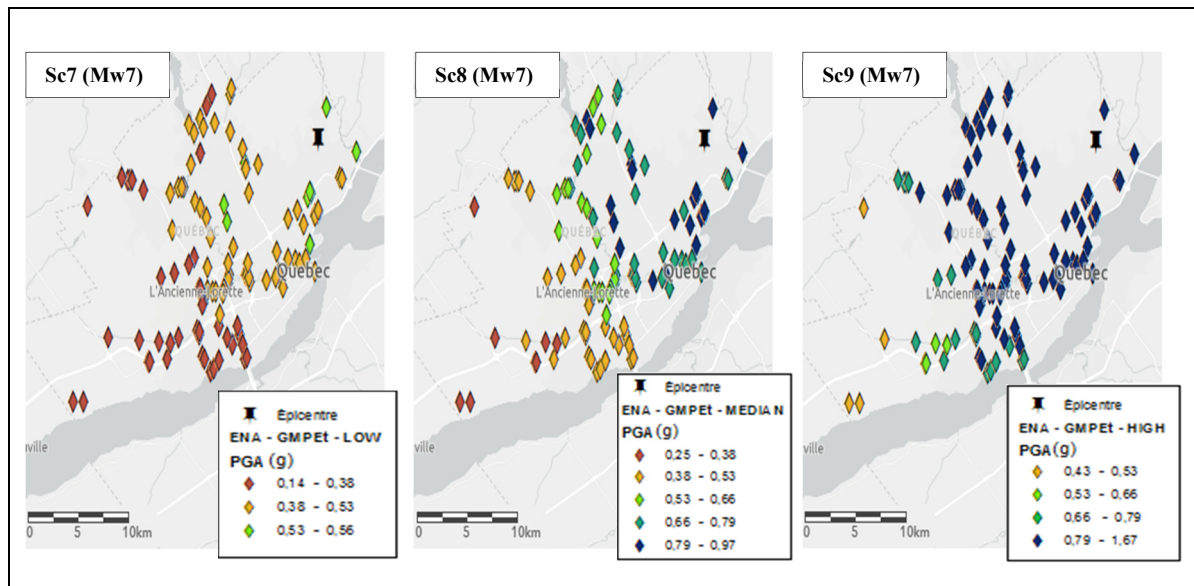 Sc7 (Mw7)
QUÉBEC
Québec
L'Ancienne-Lorette
ville
Épicentre
ENA - GMPEt - LOW
PGA (g)
0,14 - 0,38
0,38 - 0,53
0,53 - 0,56
0 5 10km
Sc8 (Mw7)
QUÉBEC
Québec
L'Ancienne-Lorette
ville
Épicentre
ENA - GMPEt - MEDIAN
PGA (g)
0,25 - 0,38
0,38 - 0,53
0,53 - 0,66
0,66 - 0,79
0,79 - 0,97
0 5 10km
Sc9 (Mw7)
QUÉBEC
Québec
L'Ancienne-Lorette
ville
Épicentre
ENA - GMPEt - HIGH
PGA (g)
0,43 - 0,53
0,53 - 0,66
0,66 - 0,79
0,79 - 1,67
0 5 10km